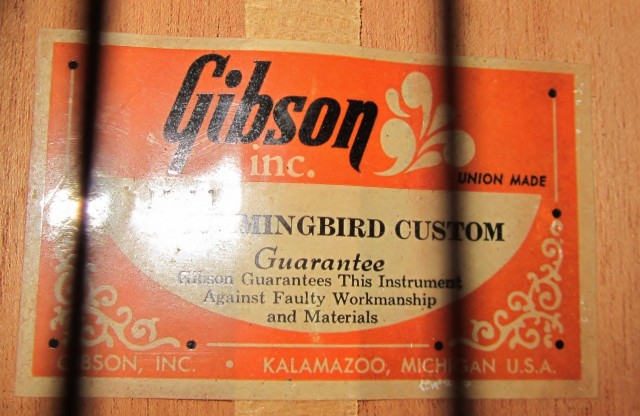 Gibson
inc.
UNION MADE
HUMMINGBIRD CUSTOM
Guarantee
Gibson Guarantees This Instrument
Against Faulty Workmanship
and Materials
GIBSON, INC. • KALAMAZOO, MICHIGAN U.S.A.